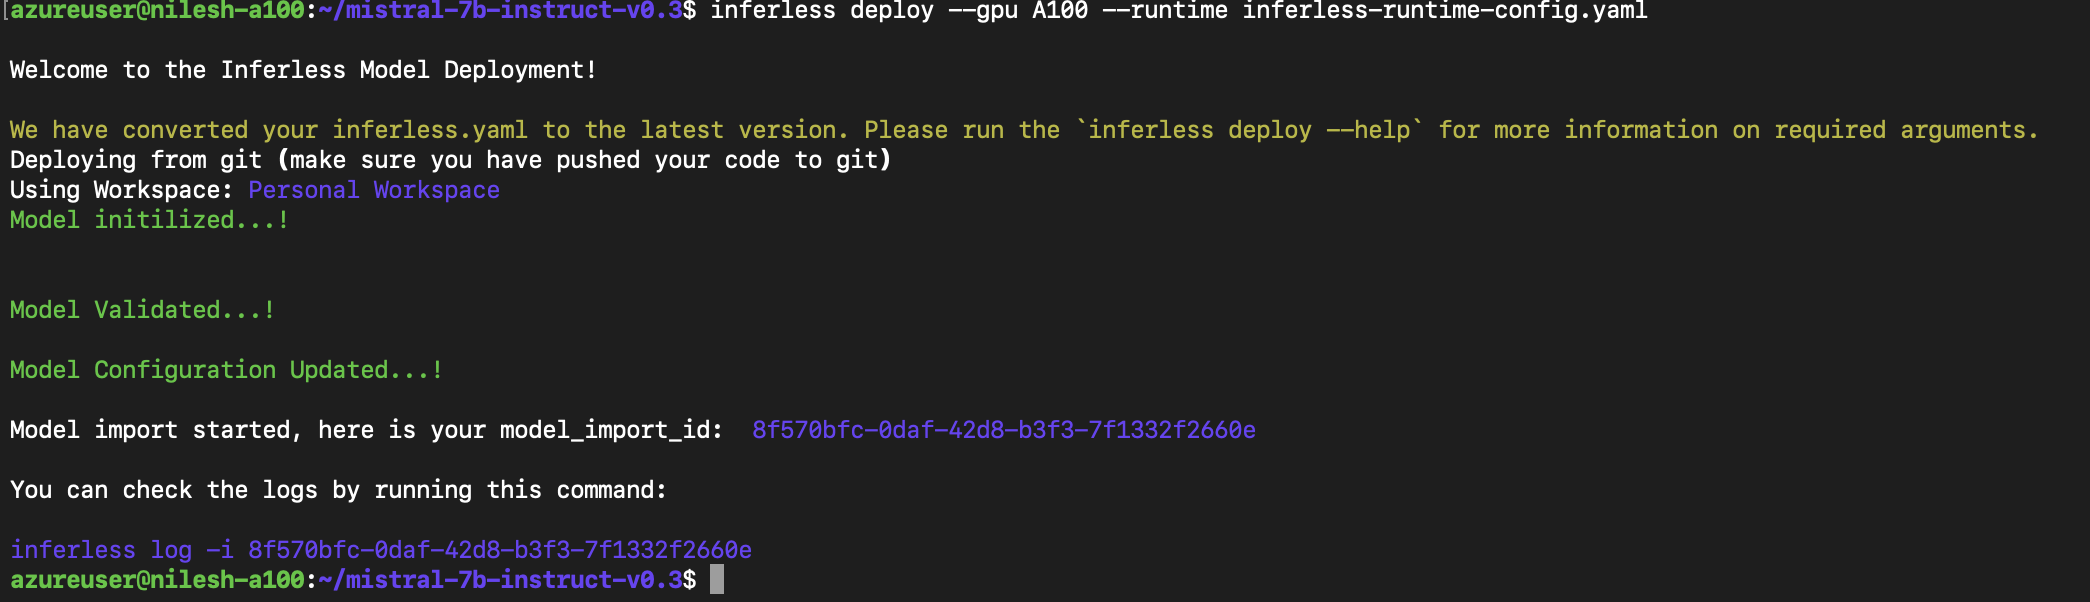 [azureuser@nilesh-a100:~/mistral-7b-instruct-v0.3$ inferless deploy --gpu A100 --runtime inferless-runtime-config.yaml
Welcome to the Inferless Model Deployment!
We have converted your inferless.yaml to the latest version. Please run the `inferless deploy --help` for more information on required arguments.
Deploying from git (make sure you have pushed your code to git)
Using Workspace: Personal Workspace
Model initilized...!
Model Validated...!
Model Configuration Updated...!
Model import started, here is your model_import_id:  8f570bfc-0daf-42d8-b3f3-7f1332f2660e
You can check the logs by running this command:
inferless log -i 8f570bfc-0daf-42d8-b3f3-7f1332f2660e
azureuser@nilesh-a100:~/mistral-7b-instruct-v0.3$